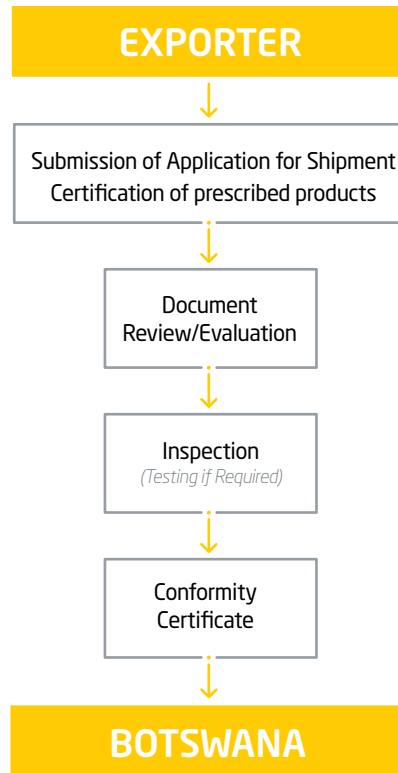 EXPORTER
Submission of Application for Shipment
Certification of prescribed products
Document
Review/Evaluation
Inspection
(Testing if Required)
Conformity
Certificate
BOTSWANA